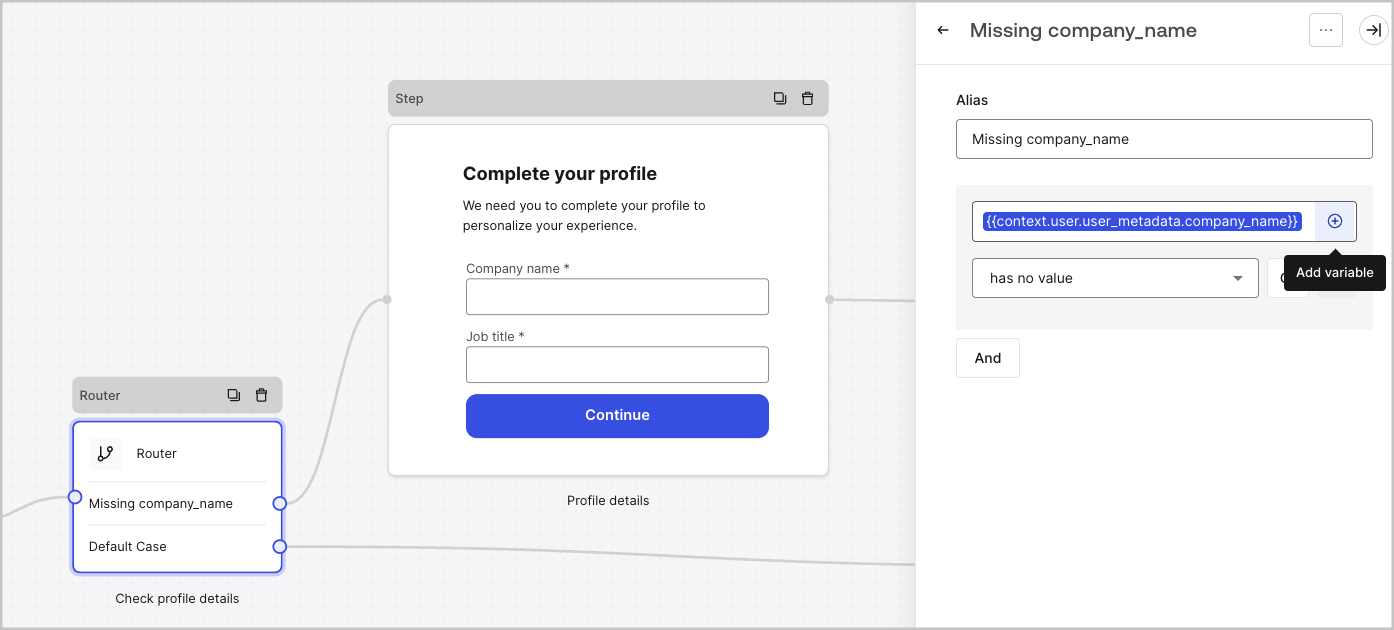 Step
Complete your profile
We need you to complete your profile to
personalize your experience.
Company name *
Job title *
Continue
Profile details
Router
Router
Missing company_name
Default Case
Check profile details
Missing company_name
Alias
Missing company_name
{{context.user.user_metadata.company_name}}
Add variable
has no value
And